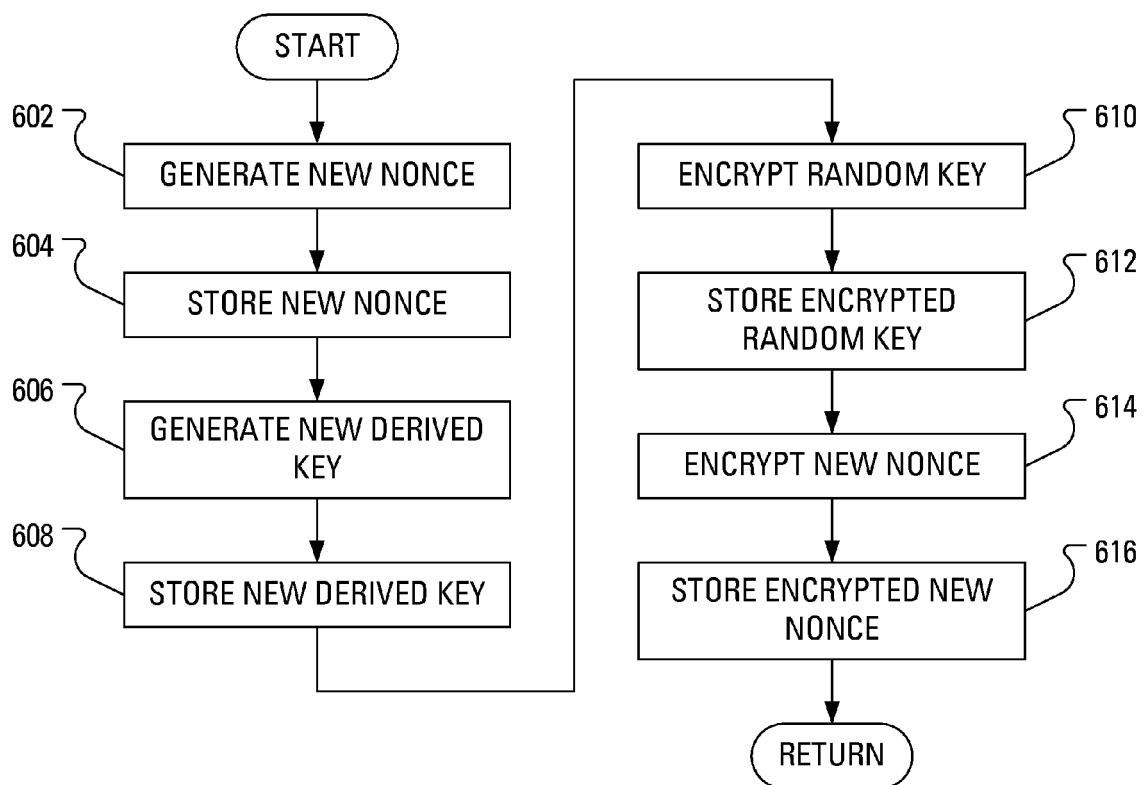 START
602
GENERATE NEW NONCE
604
STORE NEW NONCE
606
GENERATE NEW DERIVED
KEY
608
STORE NEW DERIVED KEY
610
ENCRYPT RANDOM KEY
612
STORE ENCRYPTED
RANDOM KEY
614
ENCRYPT NEW NONCE
616
STORE ENCRYPTED NEW
NONCE
RETURN